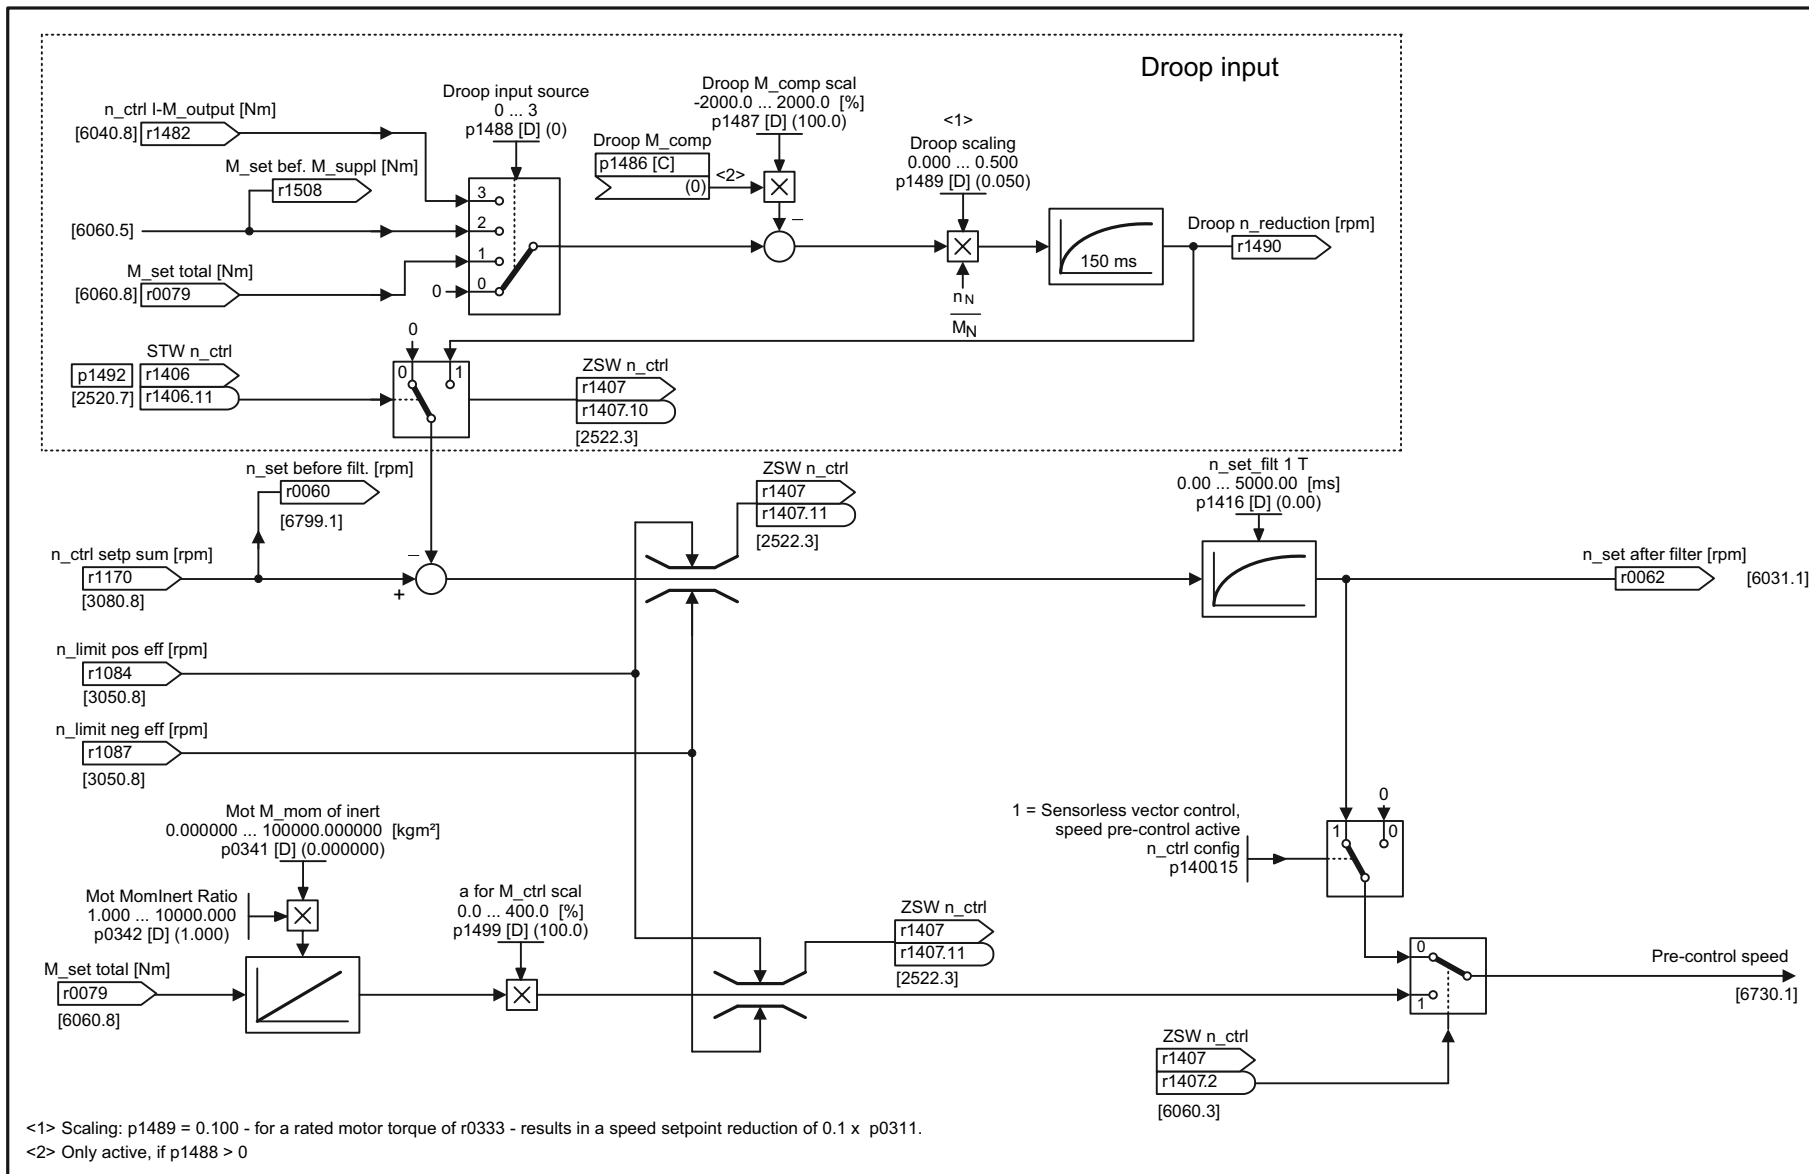 Droop input
n_ctrl I-M_output [Nm]
[6040.8]
r1482
M_set bef. M_suppl [Nm]
r1508
[6060.5]
M_set total [Nm]
[6060.8]
r0079
Droop input source
0 ... 3
p1488 [D] (0)
3
2
1
0
0
Droop M_comp scal
-2000.0 ... 2000.0 [%]
p1487 [D] (100.0)
Droop M_comp
p1486 [C]
(0)
<2>
–
<1>
Droop scaling
0.000 ... 0.500
p1489 [D] (0.050)
nN
MN
150 ms
Droop n_reduction [rpm]
r1490
STW n_ctrl
p1492
r1406
[2520.7]
r1406.11
0
0
1
ZSW n_ctrl
r1407
r1407.10
[2522.3]
n_set before filt. [rpm]
r0060
[6799.1]
n_ctrl setp sum [rpm]
r1170
[3080.8]
–
+
ZSW n_ctrl
r1407
r1407.11
[2522.3]
n_set_filt 1 T
0.00 ... 5000.00 [ms]
p1416 [D] (0.00)
n_set after filter [rpm]
r0062
[6031.1]
n_limit pos eff [rpm]
r1084
[3050.8]
n_limit neg eff [rpm]
r1087
[3050.8]
1 = Sensorless vector control,
speed pre-control active
n_ctrl config
p1400.15
0
1
0
Mot M_mom of inert
0.000000 ... 100000.000000 [kgm²]
p0341 [D] (0.000000)
Mot MomInert Ratio
1.000 ... 10000.000
p0342 [D] (1.000)
M_set total [Nm]
r0079
[6060.8]
a for M_ctrl scal
0.0 ... 400.0 [%]
p1499 [D] (100.0)
ZSW n_ctrl
r1407
r1407.11
[2522.3]
0
1
Pre-control speed
[6730.1]
ZSW n_ctrl
r1407
r1407.2
[6060.3]
<1> Scaling: p1489 = 0.100 - for a rated motor torque of r0333 - results in a speed setpoint reduction of 0.1 x p0311.
<2> Only active, if p1488 > 0